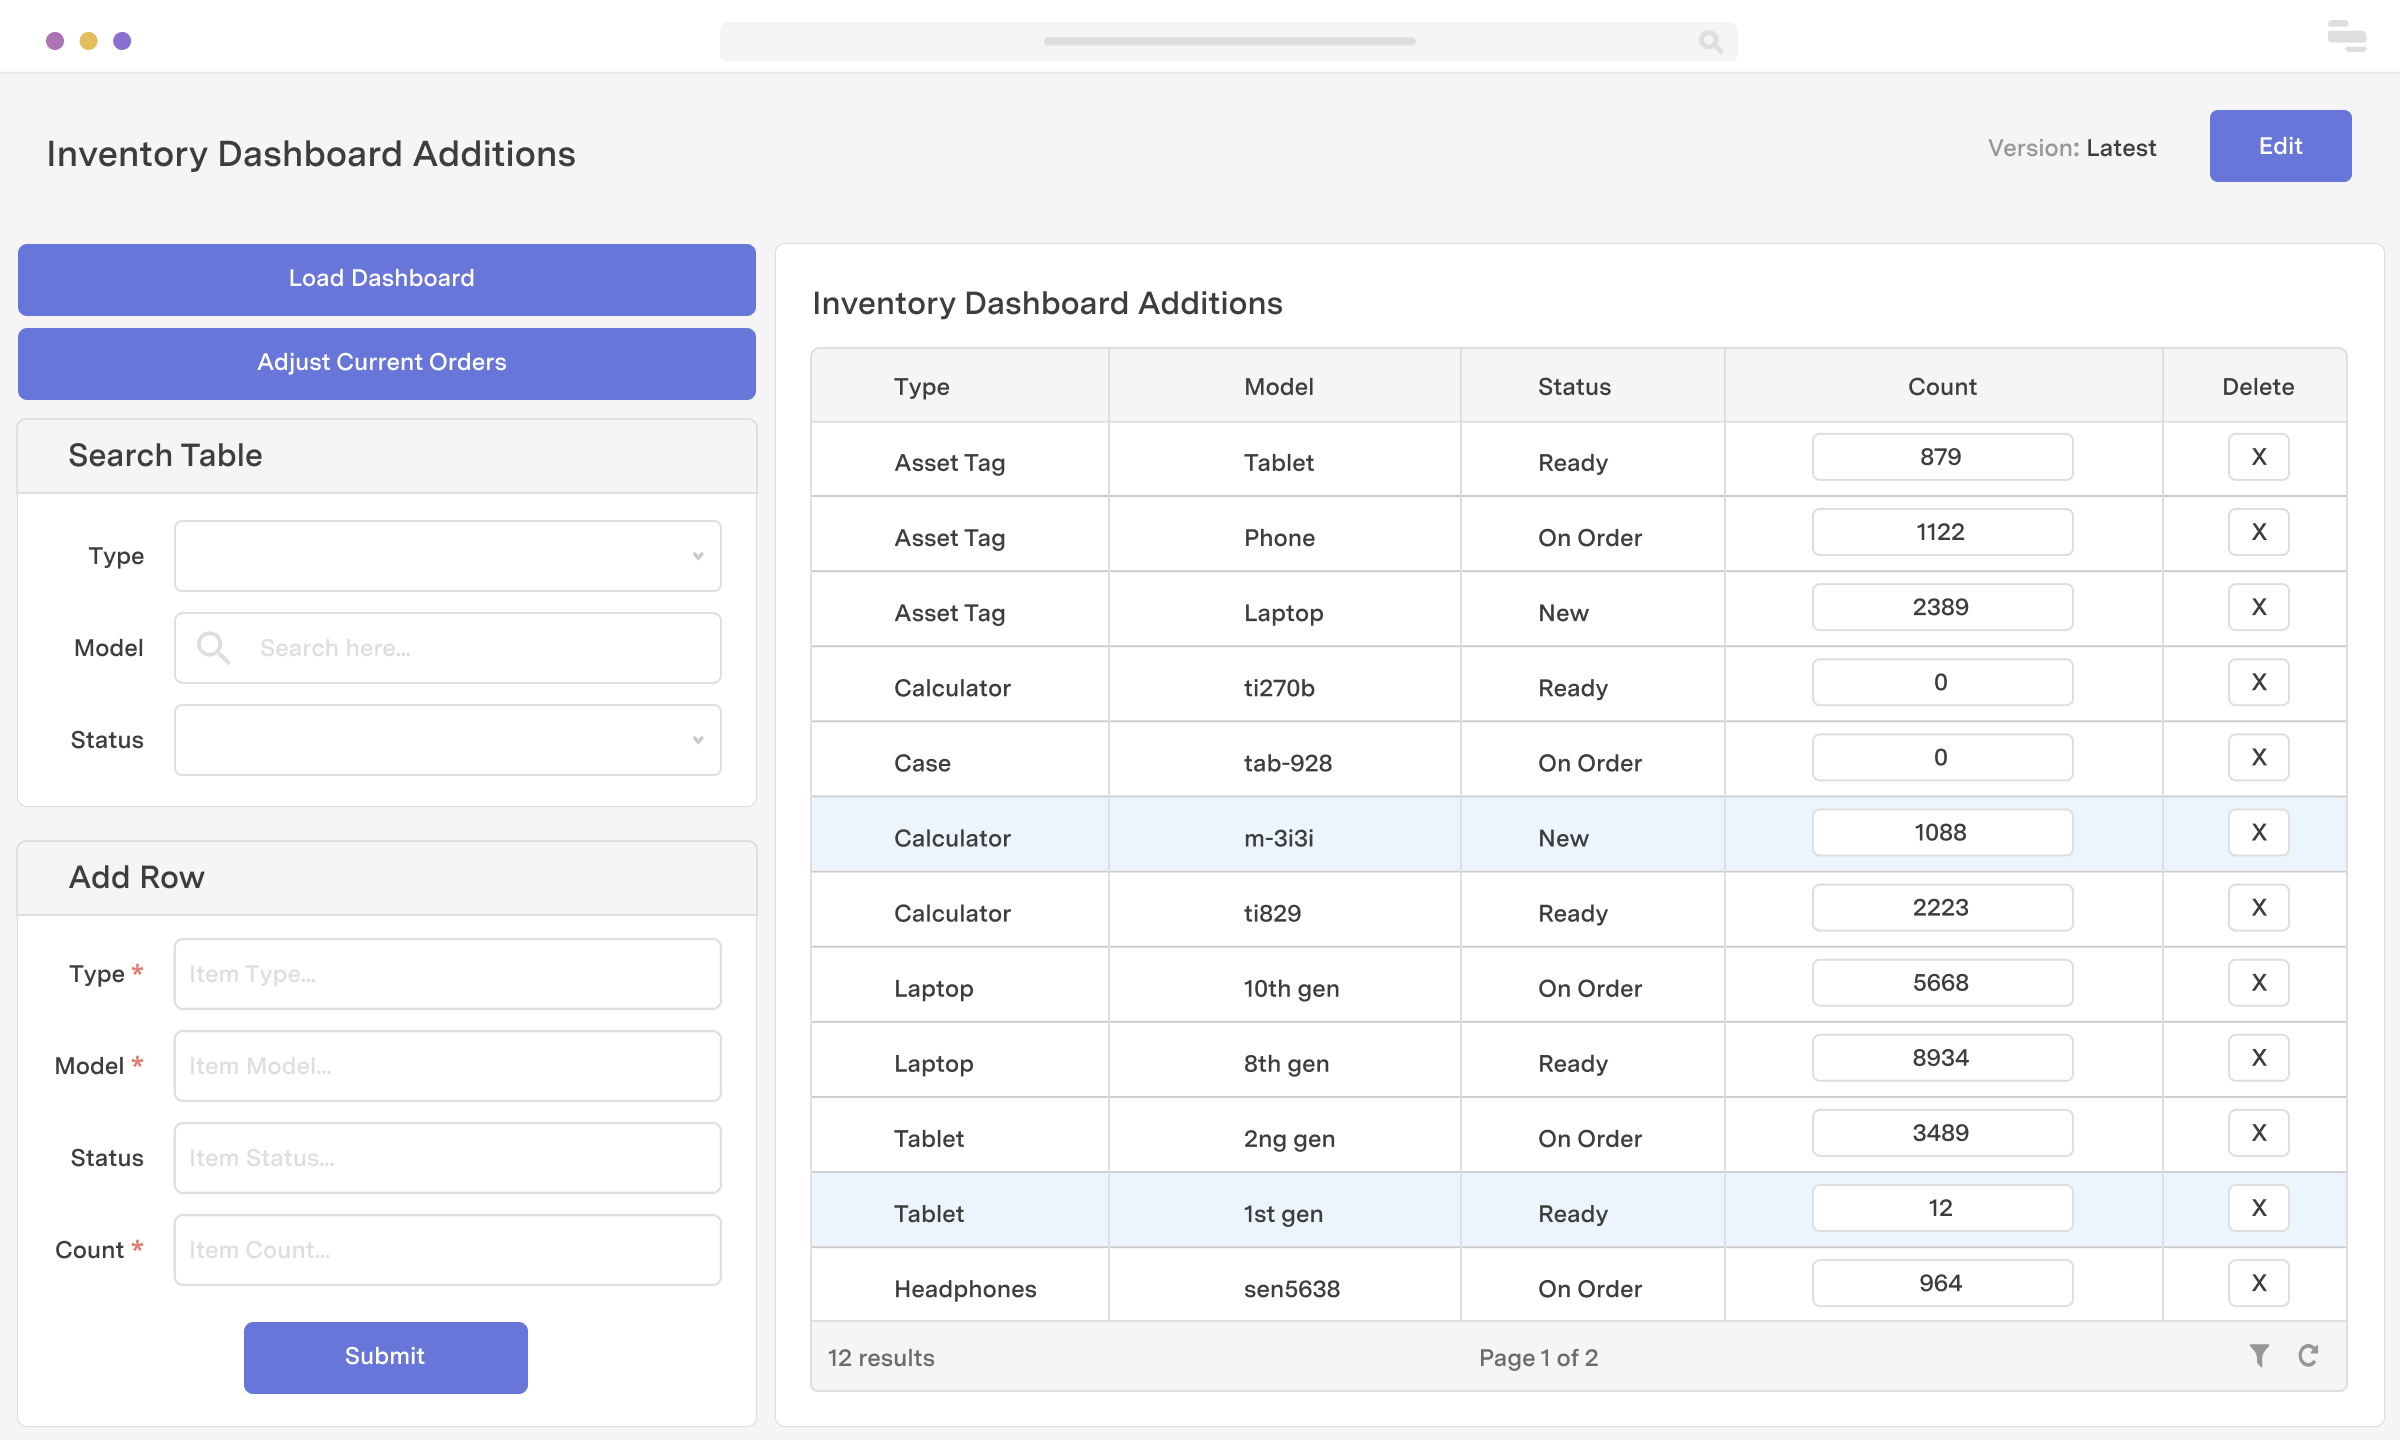 Inventory Dashboard Additions
Version: Latest
Edit
Load Dashboard
Adjust Current Orders
Search Table
Type
Model
Search here...
Status
Add Row
Type *
Item Type...
Model *
Item Model...
Status
Item Status...
Count *
Item Count...
Submit
Inventory Dashboard Additions
Type Model Status Count Delete
Asset Tag Tablet Ready 879 X
Asset Tag Phone On Order 1122 X
Asset Tag Laptop New 2389 X
Calculator ti270b Ready 0 X
Case tab-928 On Order 0 X
Calculator m-3i3i New 1088 X
Calculator ti829 Ready 2223 X
Laptop 10th gen On Order 5668 X
Laptop 8th gen Ready 8934 X
Tablet 2ng gen On Order 3489 X
Tablet 1st gen Ready 12 X
Headphones sen5638 On Order 964 X
12 results Page 1 of 2